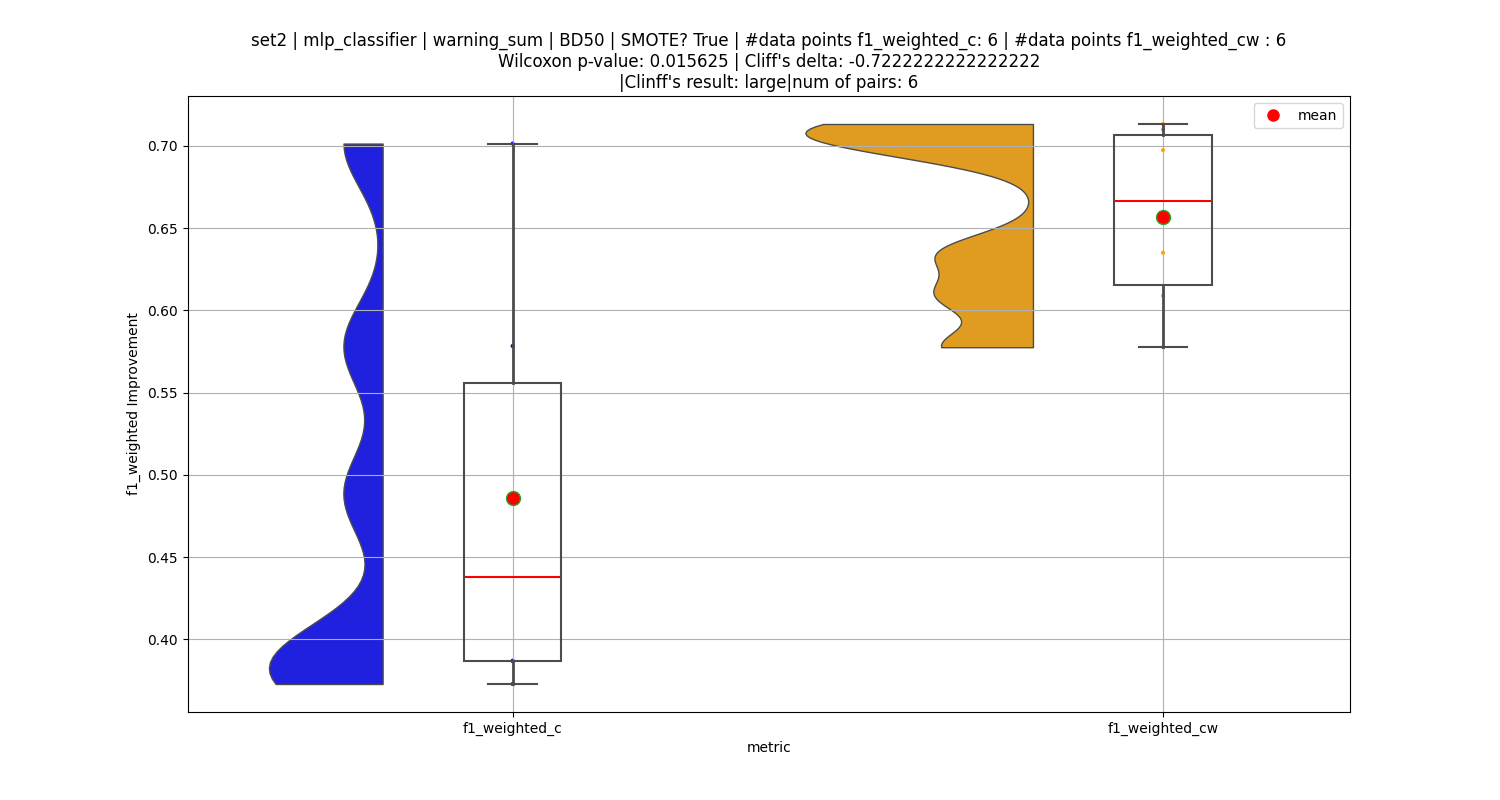 set2 | mlp_classifier | warning_sum | BD50 | SMOTE? True | #data points f1_weighted_c: 6 | #data points f1_weighted_cw : 6
Wilcoxon p-value: 0.015625 | Cliff's delta: -0.7222222222222222
|Clinff's result: large|num of pairs: 6
mean
0.70
0.65
0.60
0.55
0.50
0.45
0.40
f1_weighted Improvement
f1_weighted_c
f1_weighted_cw
metric